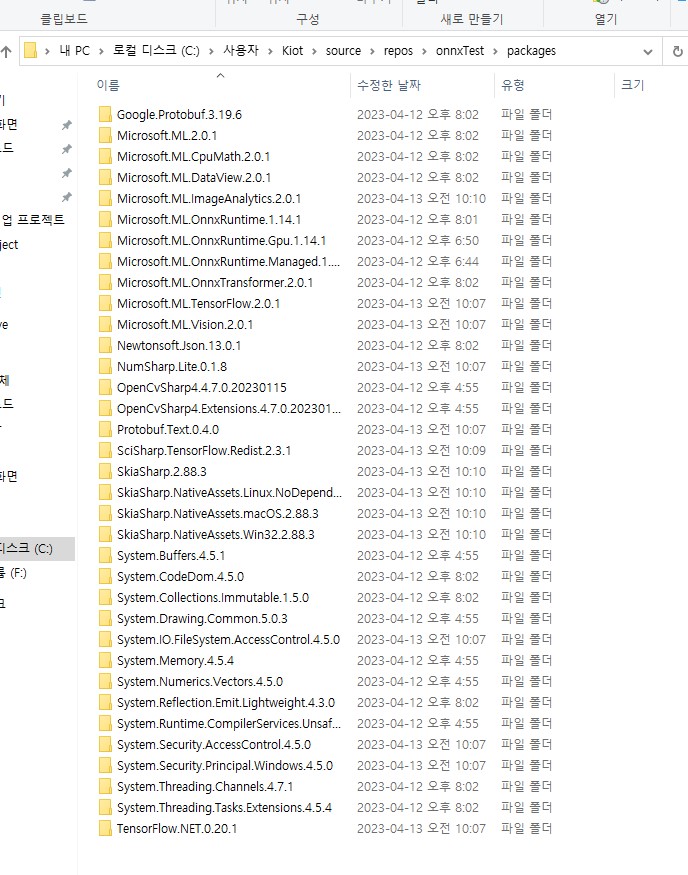 클립보드 구성 새로 만들기 열기
내 PC > 로컬 디스크 (C:) > 사용자 > Kiot > source > repos > onnxTest > packages
이름 수정한 날짜 유형 크기
Google.Protobuf.3.19.6 2023-04-12 오후 8:02 파일 폴더
Microsoft.ML.2.0.1 2023-04-12 오후 8:02 파일 폴더
Microsoft.ML.CpuMath.2.0.1 2023-04-12 오후 8:02 파일 폴더
Microsoft.ML.DataView.2.0.1 2023-04-12 오후 8:02 파일 폴더
Microsoft.ML.ImageAnalytics.2.0.1 2023-04-13 오전 10:10 파일 폴더
업 프로젝트 Microsoft.ML.OnnxRuntime.1.14.1 2023-04-12 오후 8:01 파일 폴더
ject Microsoft.ML.OnnxRuntime.Gpu.1.14.1 2023-04-12 오후 6:50 파일 폴더
Microsoft.ML.OnnxRuntime.Managed.1.... 2023-04-12 오후 6:44 파일 폴더
Microsoft.ML.OnnxTransformer.2.0.1 2023-04-12 오후 8:02 파일 폴더
Microsoft.ML.TensorFlow.2.0.1 2023-04-13 오전 10:07 파일 폴더
Microsoft.ML.Vision.2.0.1 2023-04-13 오전 10:07 파일 폴더
Newtonsoft.Json.13.0.1 2023-04-12 오후 8:02 파일 폴더
NumSharp.Lite.0.1.8 2023-04-13 오전 10:07 파일 폴더
OpenCvSharp4.4.7.0.20230115 2023-04-12 오후 4:55 파일 폴더
OpenCvSharp4.Extensions.4.7.0.202301... 2023-04-12 오후 4:55 파일 폴더
Protobuf.Text.0.4.0 2023-04-13 오전 10:07 파일 폴더
SciSharp.TensorFlow.Redist.2.3.1 2023-04-13 오전 10:09 파일 폴더
SkiaSharp.2.88.3 2023-04-13 오전 10:10 파일 폴더
SkiaSharp.NativeAssets.Linux.NoDepend... 2023-04-13 오전 10:10 파일 폴더
SkiaSharp.NativeAssets.macOS.2.88.3 2023-04-13 오전 10:10 파일 폴더
SkiaSharp.NativeAssets.Win32.2.88.3 2023-04-13 오전 10:10 파일 폴더
디스크 (C:) System.Buffers.4.5.1 2023-04-12 오후 4:55 파일 폴더
(F:) System.CodeDom.4.5.0 2023-04-12 오후 8:02 파일 폴더
System.Collections.Immutable.1.5.0 2023-04-12 오후 8:02 파일 폴더
System.Drawing.Common.5.0.3 2023-04-12 오후 4:55 파일 폴더
System.IO.FileSystem.AccessControl.4.5.0 2023-04-13 오전 10:07 파일 폴더
System.Memory.4.5.4 2023-04-12 오후 4:55 파일 폴더
System.Numerics.Vectors.4.5.0 2023-04-12 오후 4:55 파일 폴더
System.Reflection.Emit.Lightweight.4.3.0 2023-04-12 오후 8:02 파일 폴더
System.Runtime.CompilerServices.Unsaf... 2023-04-12 오후 4:55 파일 폴더
System.Security.AccessControl.4.5.0 2023-04-13 오전 10:07 파일 폴더
System.Security.Principal.Windows.4.5.0 2023-04-13 오전 10:07 파일 폴더
System.Threading.Channels.4.7.1 2023-04-12 오후 8:02 파일 폴더
System.Threading.Tasks.Extensions.4.5.4 2023-04-12 오후 8:02 파일 폴더
TensorFlow.NET.0.20.1 2023-04-13 오전 10:07 파일 폴더